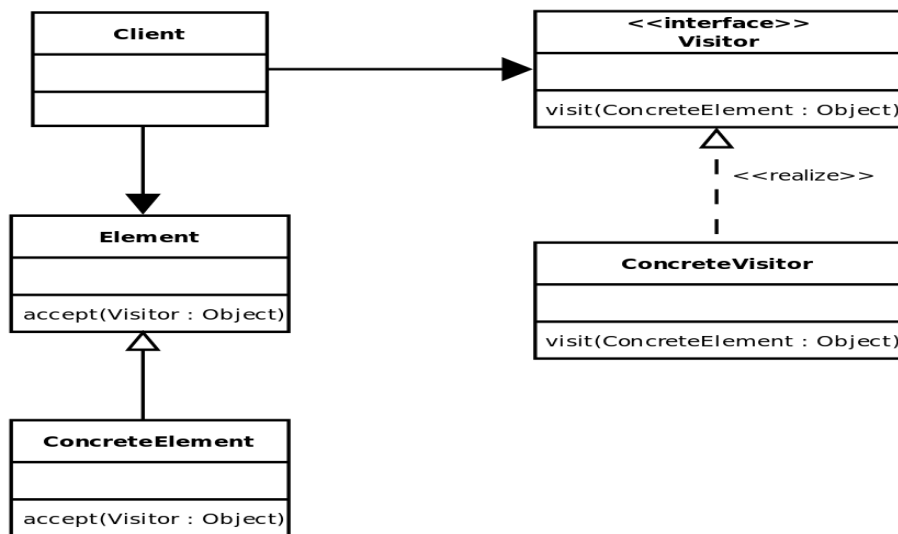 Client
<<interface>>
Visitor
visit(ConcreteElement : Object)
<<realize>>
Element
accept(Visitor : Object)
ConcreteVisitor
visit(ConcreteElement : Object)
ConcreteElement
accept(Visitor : Object)